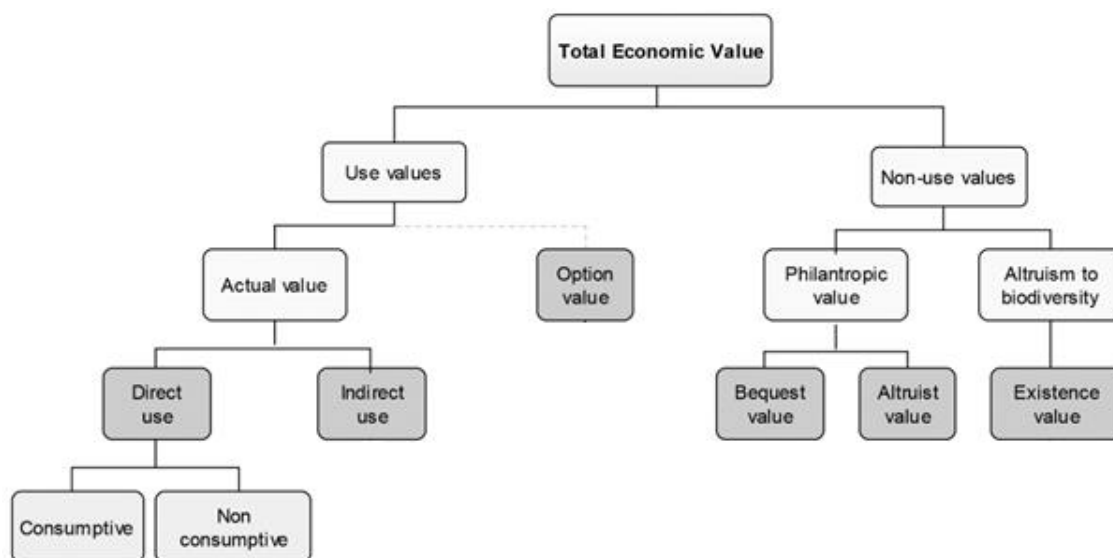 Total Economic Value
Use values
Non-use values
Actual value
Option
value
Philantropic
value
Altruism to
biodiversity
Direct
use
Indirect
use
Bequest
value
Altruist
value
Existence
value
Consumptive
Non
consumptive